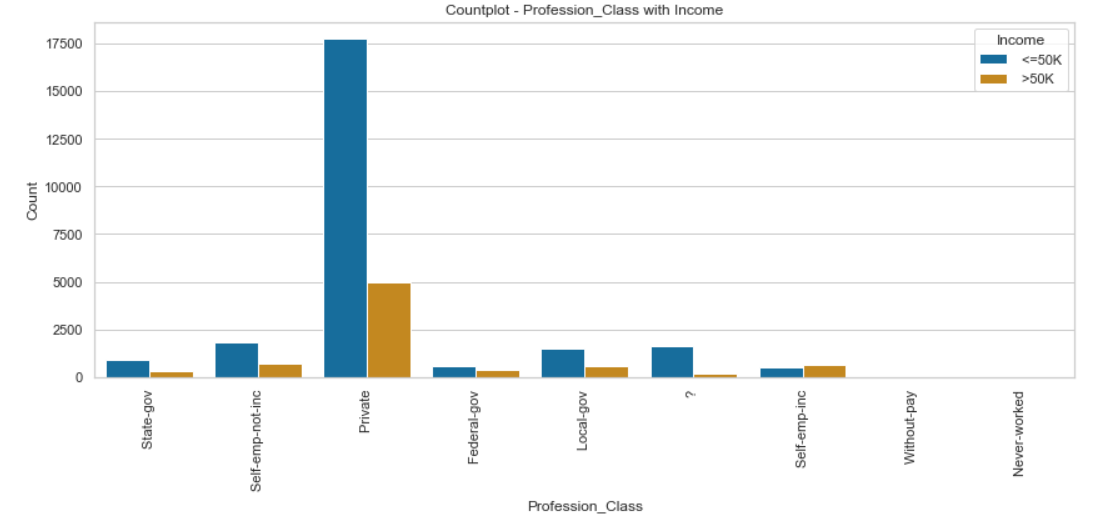 Countplot - Profession_Class with Income
Income
<=50K
>50K
Count
17500
15000
12500
10000
7500
5000
2500
0
State-gov
Self-emp-not-inc
Private
Federal-gov
Local-gov
?
Self-emp-inc
Without-pay
Never-worked
Profession_Class